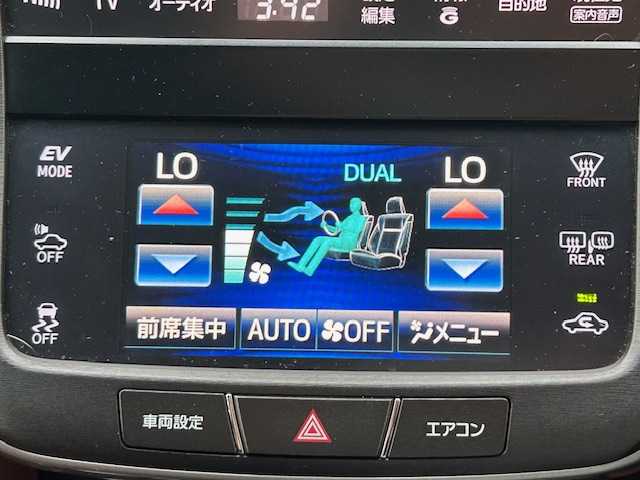 TV オーディオ
3:42
編集
G
目的地
案内音声
EV
MODE
LO
DUAL
LO
FRONT
OFF
REAR
OFF
前席集中 AUTO OFF メニュー
車両設定
エアコン